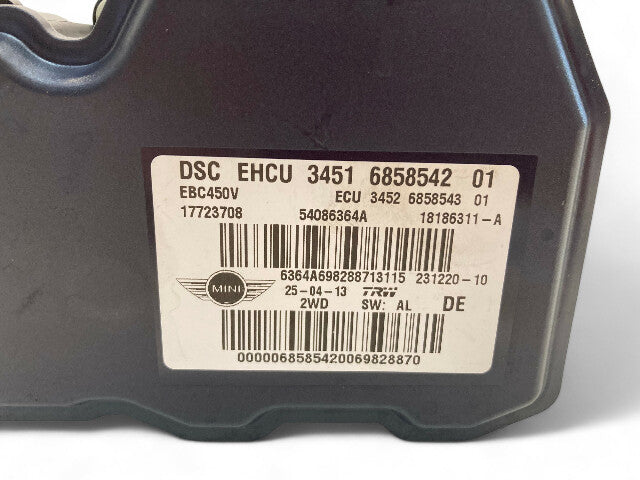 DSC EHCU 3451 6858542 01
EBC450V ECU 3452 6858543 01
17723708 54086364A 18186311-A
6364A698288713115 231220-10
MINI 25-04-13 TRW
2WD SW: AL DE
0000068585420069828870